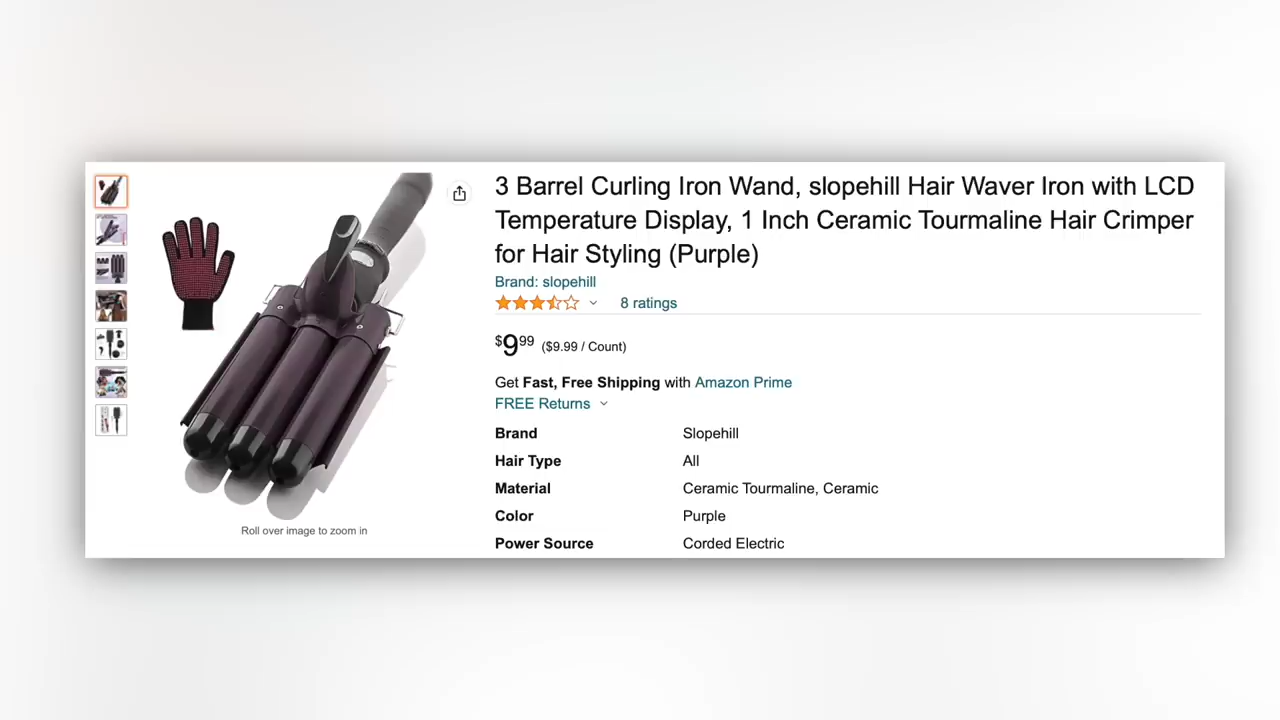 3 Barrel Curling Iron Wand, slopehill Hair Waver Iron with LCD
Temperature Display, 1 Inch Ceramic Tourmaline Hair Crimper
for Hair Styling (Purple)
Brand: slopehill
8 ratings
$999 ($9.99 / Count)
Get Fast, Free Shipping with Amazon Prime
FREE Returns
Brand Slopehill
Hair Type All
Material Ceramic Tourmaline, Ceramic
Color Purple
Power Source Corded Electric
Roll over image to zoom in